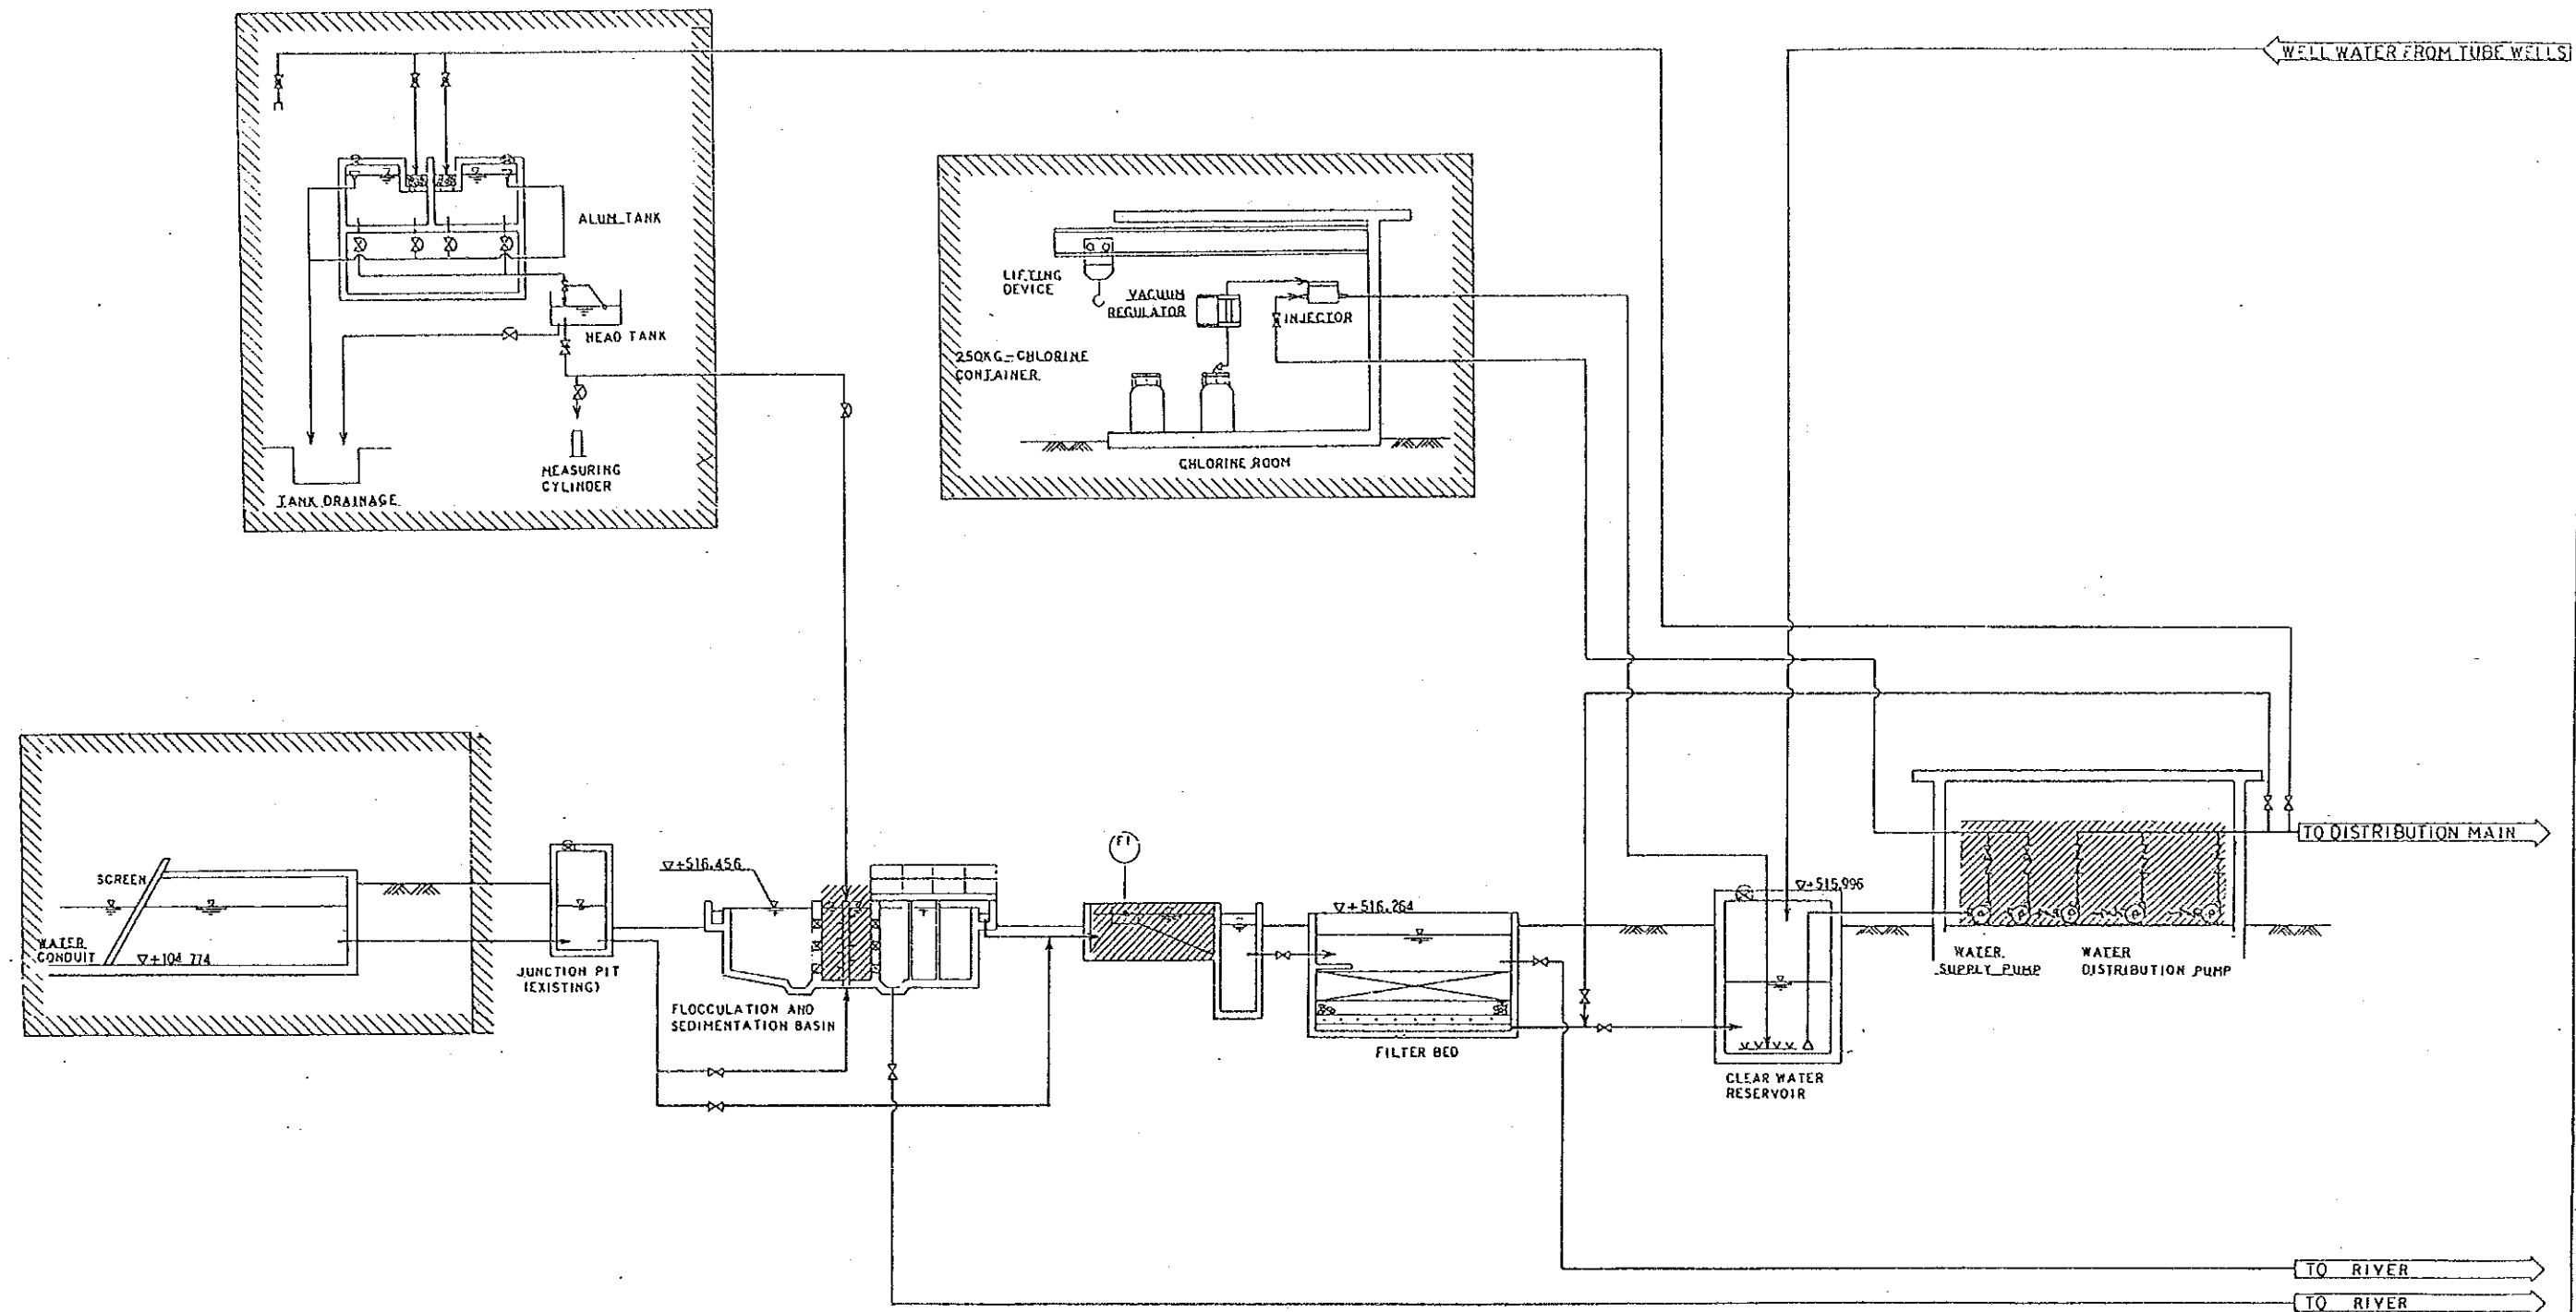 WELL WATER FROM TUBE WELLS
ALUM TANK
HEAD TANK
MEASURING
CYLINDER
TANK DRAINAGE
LIFTING
DEVICE
VACUUM
REGULATOR
INJECTOR
250KG-CHLORINE
CONTAINER
CHLORINE ROOM
SCREEN
WATER
CONDUIT
▽+104.774
JUNCTION PIT
(EXISTING)
▽+516.456
FLOCCULATION AND
SEDIMENTATION BASIN
FI
▽+516.264
FILTER BED
▽+515.996
CLEAR WATER
RESERVOIR
WATER
SUPPLY PUMP
WATER
DISTRIBUTION PUMP
TO DISTRIBUTION MAIN
TO RIVER
TO RIVER